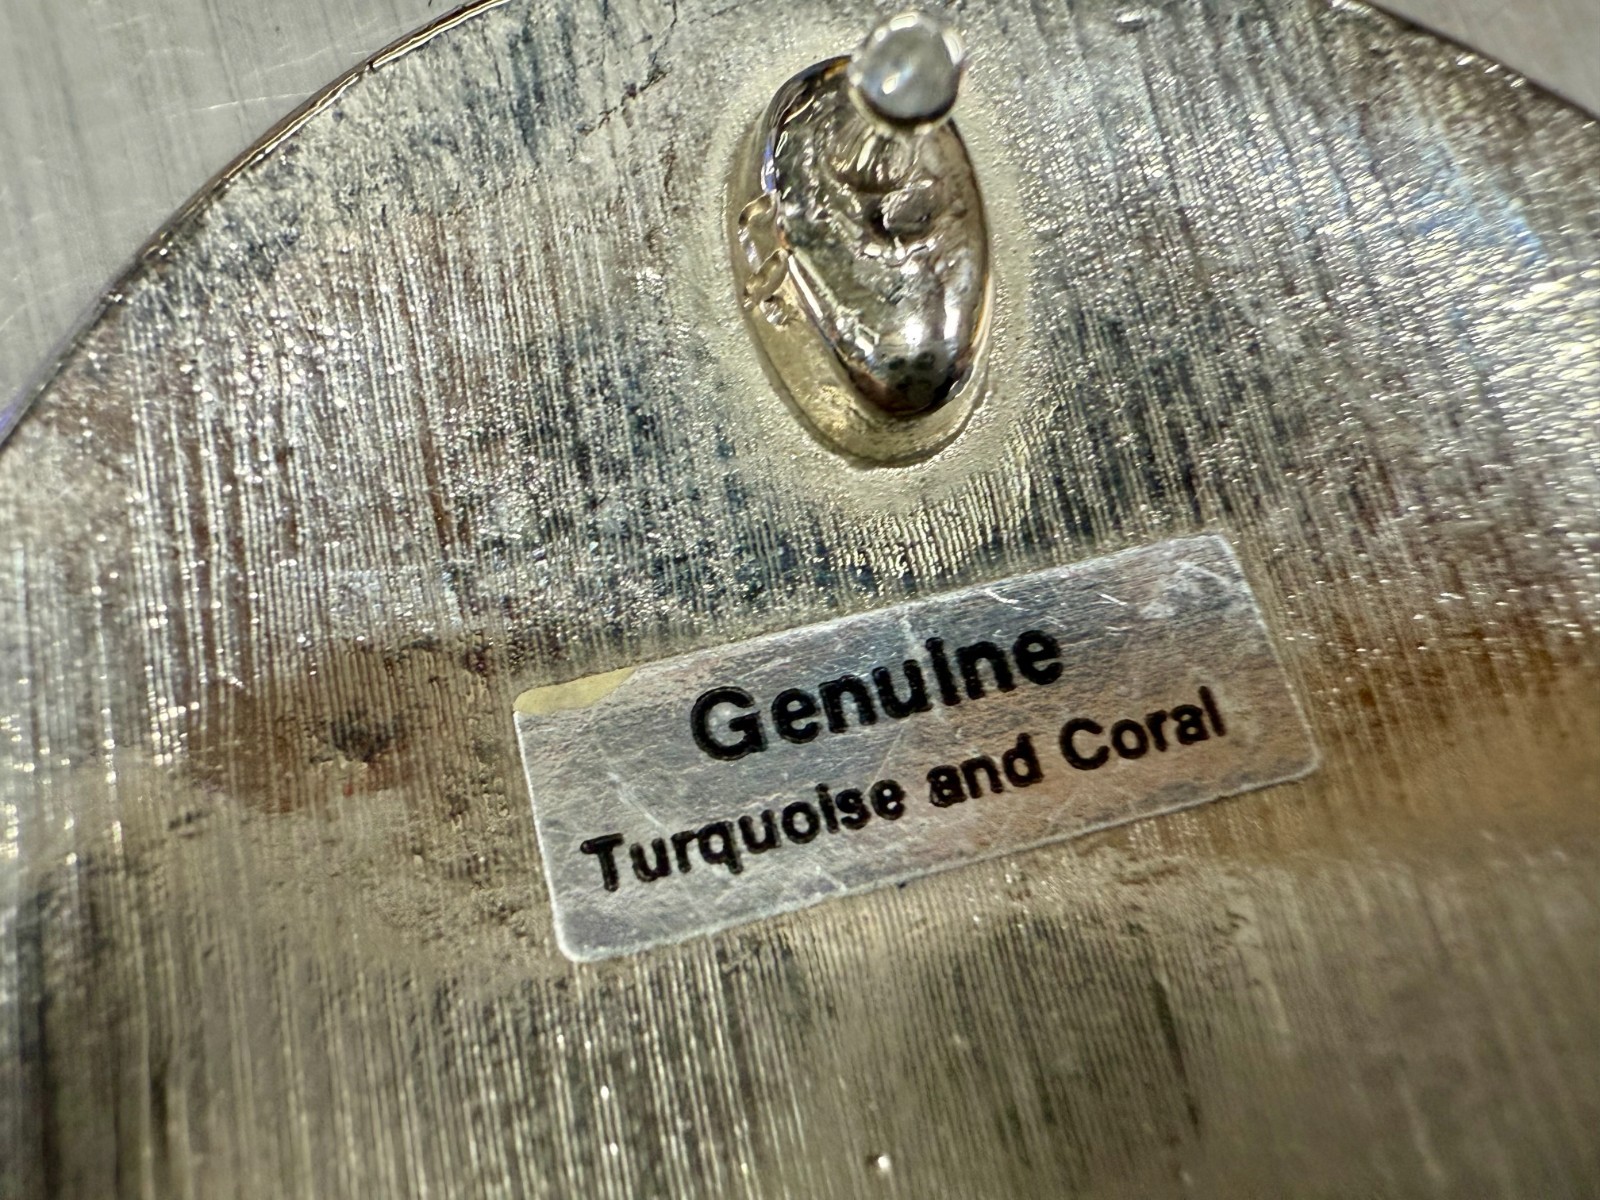 Genuine
Turquoise and Coral